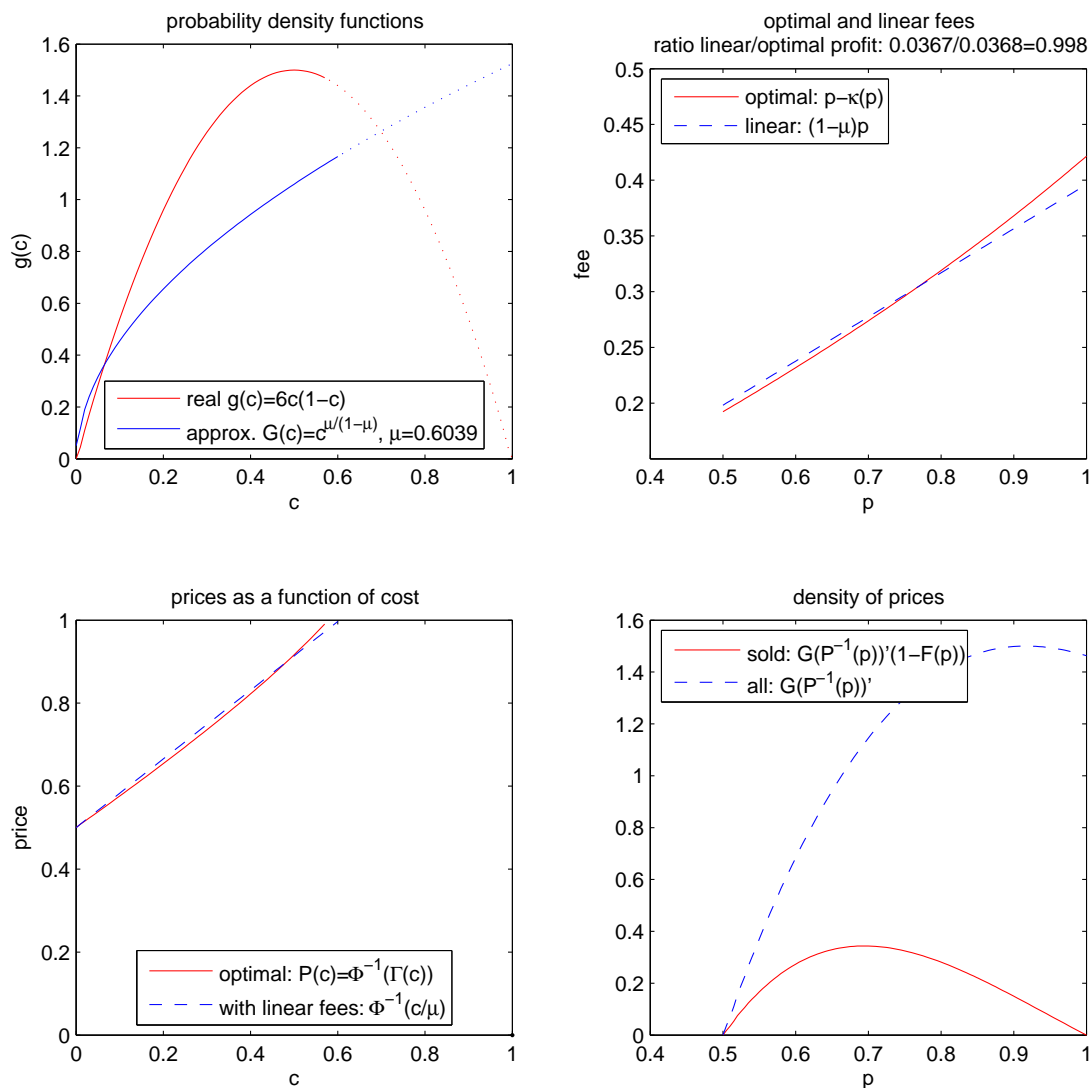 probability density functions
1.6
1.4
1.2
1
0.8
0.6
0.4
0.2
0
g(c)
real g(c)=6c(1−c)
approx. G(c)=c^{μ/(1−μ)}, μ=0.6039
0 0.2 0.4 0.6 0.8 1
c
optimal and linear fees
ratio linear/optimal profit: 0.0367/0.0368=0.998
0.5
0.45
0.4
0.35
0.3
0.25
0.2
fee
optimal: p−κ(p)
linear: (1−μ)p
0.4 0.5 0.6 0.7 0.8 0.9 1
p
prices as a function of cost
1
0.8
0.6
0.4
0.2
0
price
optimal: P(c)=Φ^{−1}(Γ(c))
with linear fees: Φ^{−1}(c/μ)
0 0.2 0.4 0.6 0.8 1
c
density of prices
1.6
1.4
1.2
1
0.8
0.6
0.4
0.2
0
sold: G(P^{−1}(p))'(1−F(p))
all: G(P^{−1}(p))'
0.4 0.5 0.6 0.7 0.8 0.9 1
p